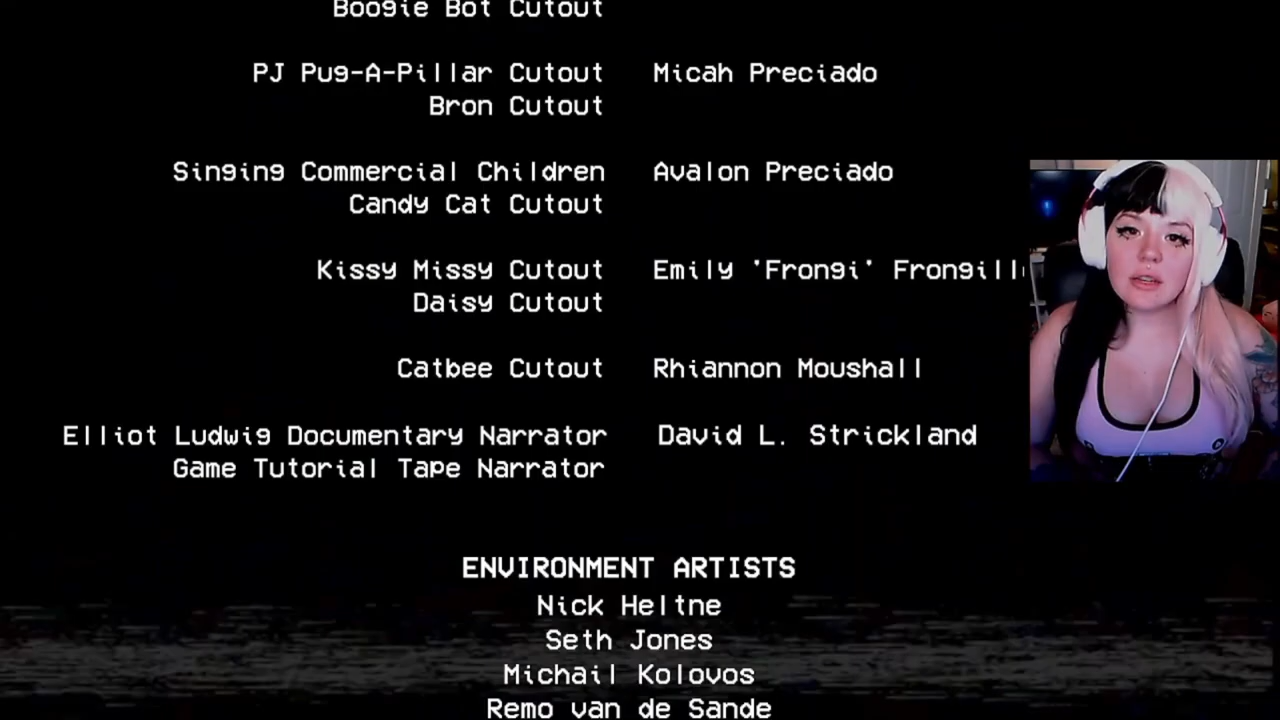 Boogie Bot Cutout
PJ Pug-A-Pillar Cutout Micah Preciado
Bron Cutout
Singing Commercial Children Avalon Preciado
Candy Cat Cutout
Kissy Missy Cutout Emily 'Frongi'
Daisy Cutout
Catbee Cutout Rhiannon Moushall
Elliot Ludwig Documentary Narrator David L. Strickland
Game Tutorial Tape Narrator
ENVIRONMENT ARTISTS
Nick Heltne
Seth Jones
Michail Kolovos
Remo van de Sande